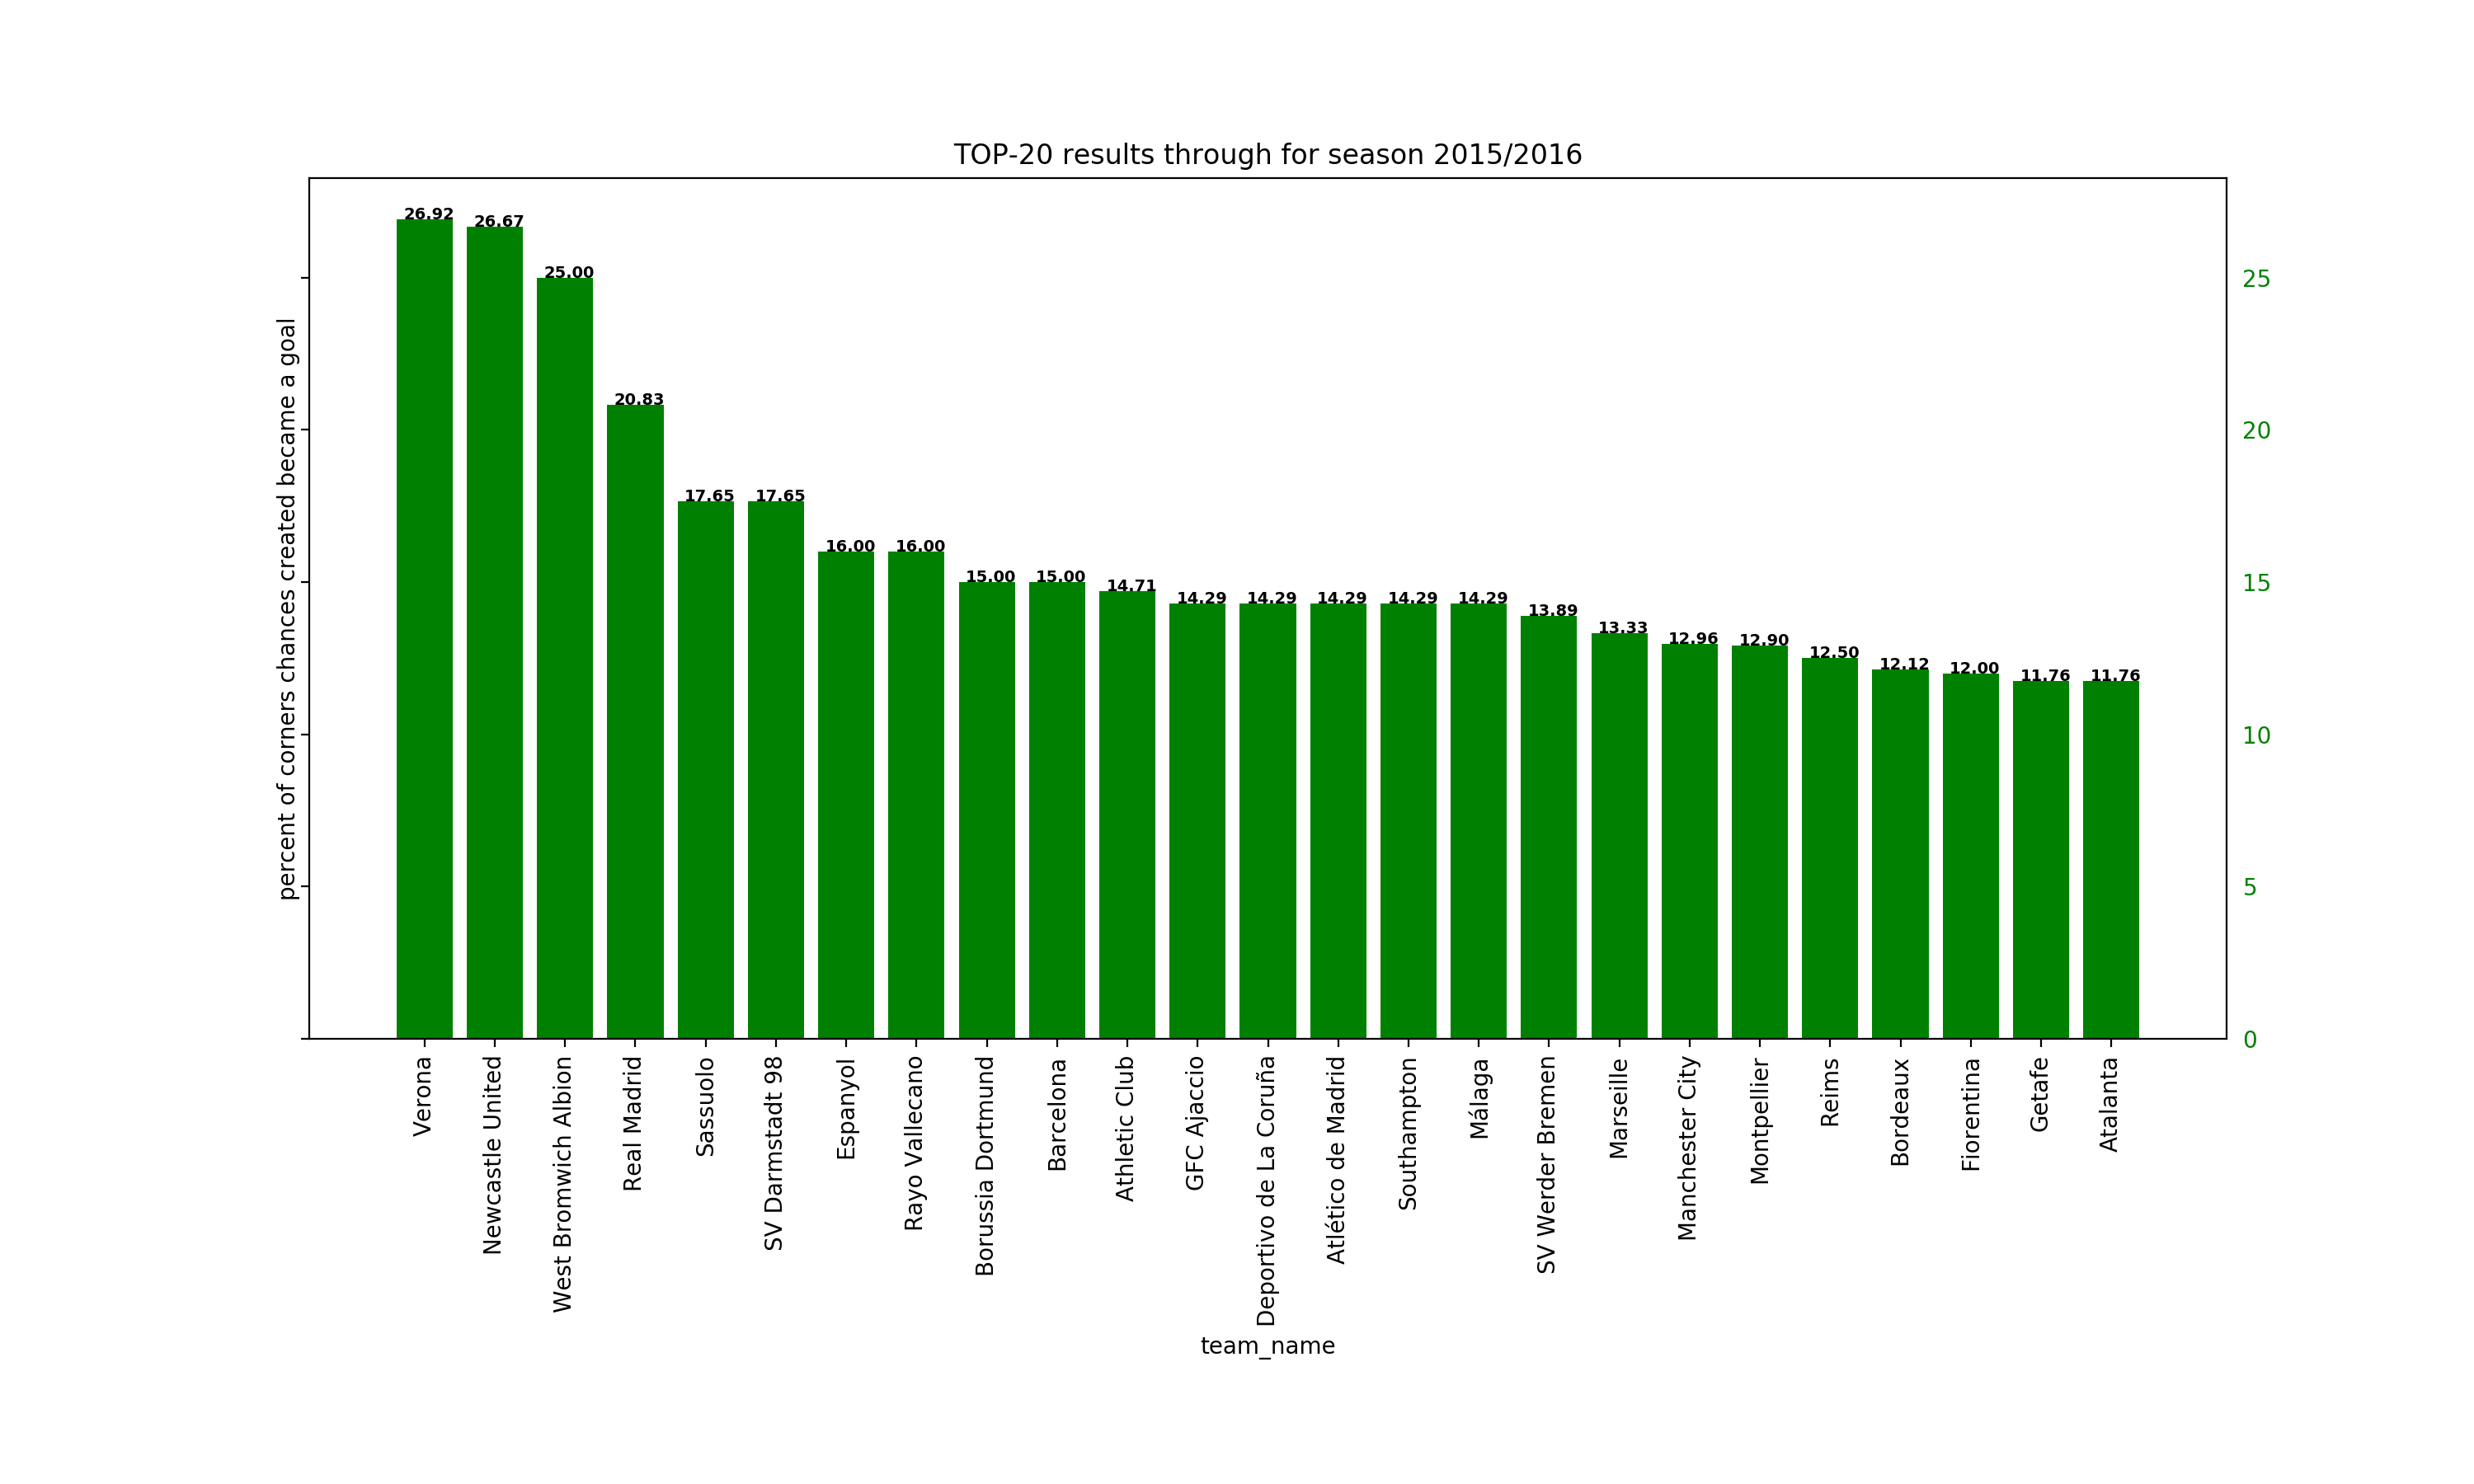 TOP-20 results through for season 2015/2016
percent of corners chances created became a goal
26.92
26.67
25.00
20.83
17.65
17.65
16.00
16.00
15.00
15.00
14.71
14.29
14.29
14.29
14.29
14.29
13.89
13.33
12.96
12.90
12.50
12.12
12.00
11.76
11.76
25
20
15
10
5
0
Verona
Newcastle United
West Bromwich Albion
Real Madrid
Sassuolo
SV Darmstadt 98
Espanyol
Rayo Vallecano
Borussia Dortmund
Barcelona
Athletic Club
GFC Ajaccio
Deportivo de La Coruña
Atlético de Madrid
Southampton
Málaga
SV Werder Bremen
Marseille
Manchester City
Montpellier
Reims
Bordeaux
Fiorentina
Getafe
Atalanta
team_name